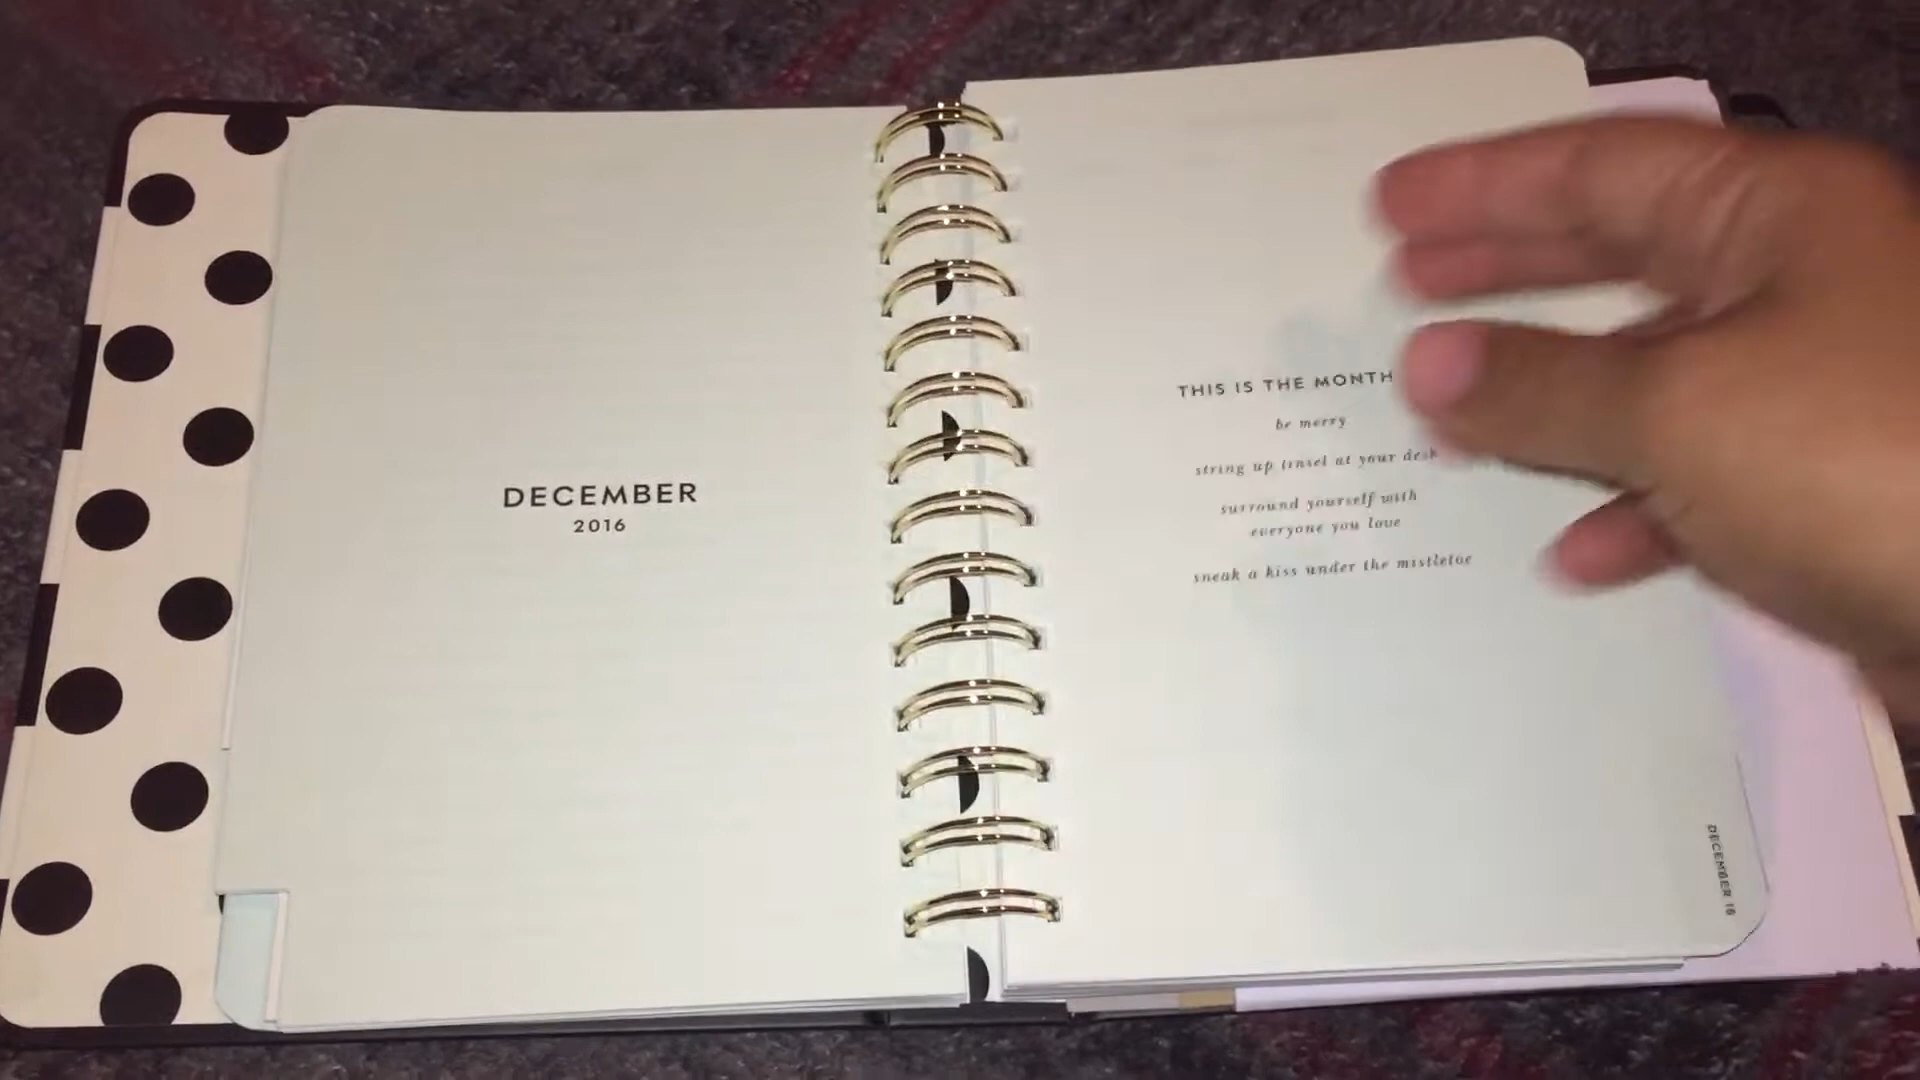 DECEMBER
2016
THIS IS THE MONTH
be merry
string up tinsel at your desk
surround yourself with
everyone you love
sneak a kiss under the mistletoe
DECEMBER 16